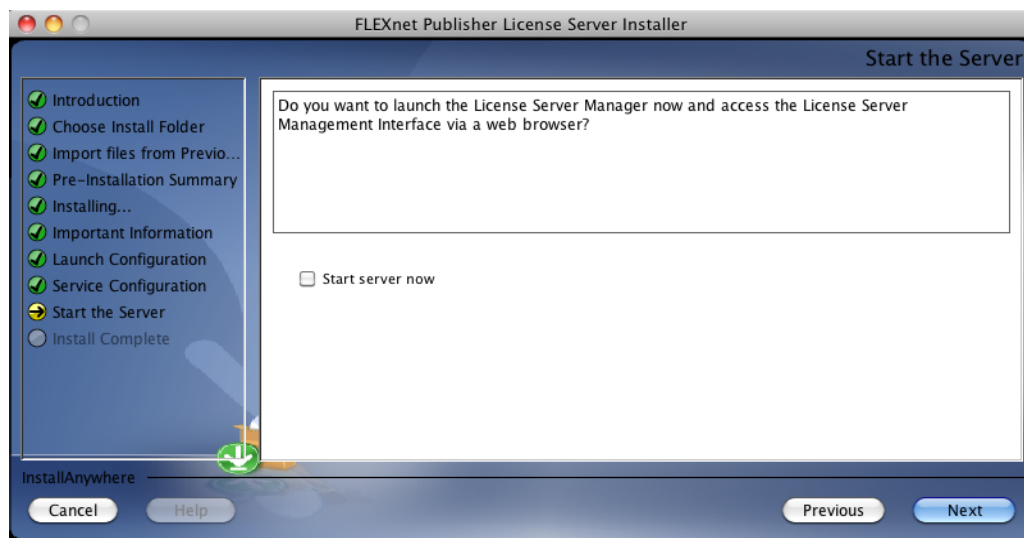 FLEXnet Publisher License Server Installer
Start the Server
Introduction
Choose Install Folder
Import files from Previo...
Pre-Installation Summary
Installing...
Important Information
Launch Configuration
Service Configuration
Start the Server
Install Complete
Do you want to launch the License Server Manager now and access the License Server
Management Interface via a web browser?
Start server now
InstallAnywhere
Cancel
Help
Previous
Next